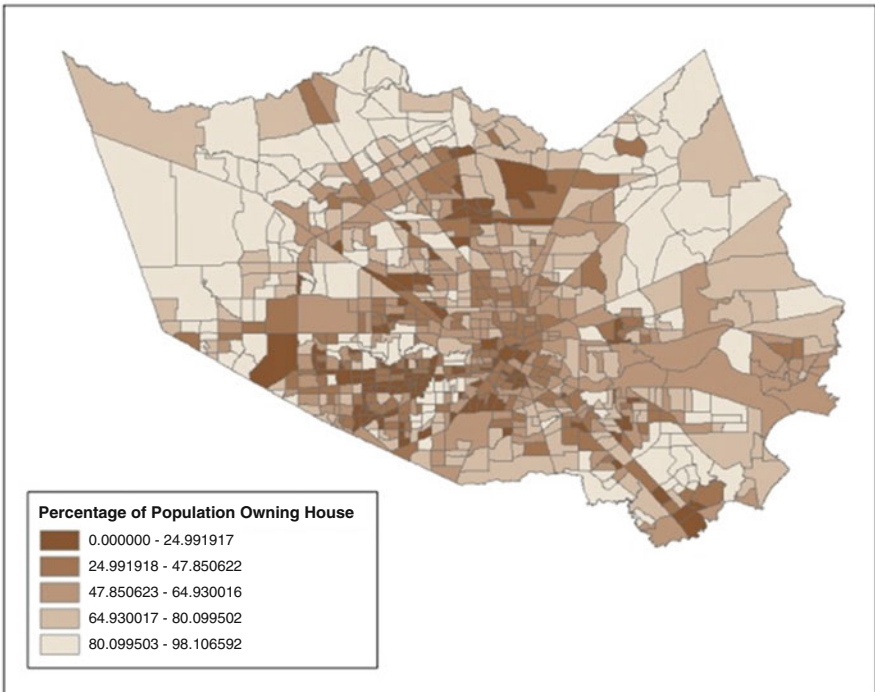 Percentage of Population Owning House
0.000000 - 24.991917
24.991918 - 47.850622
47.850623 - 64.930016
64.930017 - 80.099502
80.099503 - 98.106592